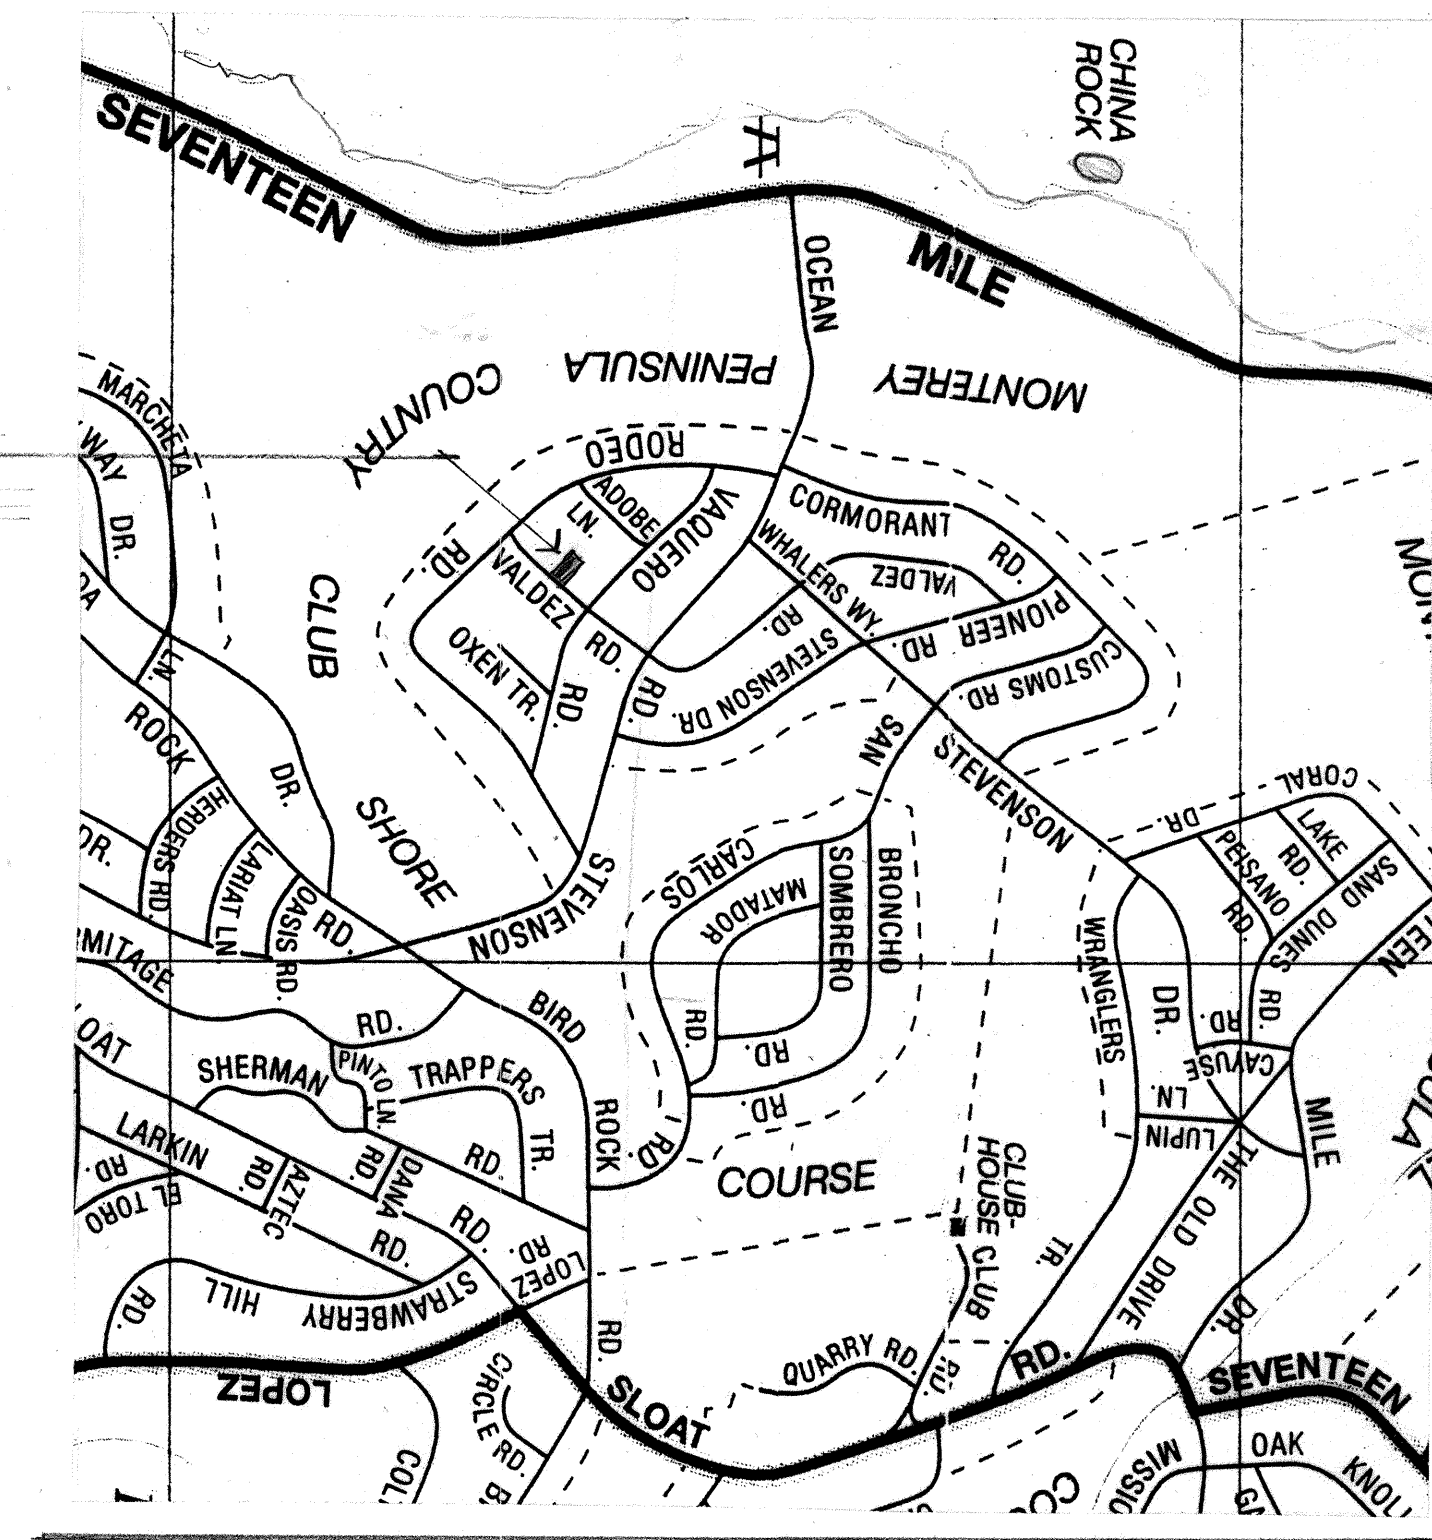 CHINA
ROCK
SEVENTEEN
MILE
OCEAN
COUNTRY
PENINSULA
MONTEREY
MARCHETA
WAY
DR.
RODEO
RD.
ADOBE
LN.
VAQUERO
RD.
CORMORANT
RD.
WHALERS WY.
VALDEZ
RD.
VALDEZ
RD.
PIONEER
RD
CUSTOMS RD.
STEVENSON DR.
OXEN TR.
RD.
CLUB
SHORE
LN.
ROCK
DR.
HERDERS RD.
LARIAT LN
OASIS RD.
RD.
DR.
SAN
STEVENSON
STEVENSON
CARLOS
MATADOR
SOMBRERO
BRONCHO
RD.
RD.
RD.
RD.
CORAL
DR.
LAKE
RD.
PEISANO
RD.
SAND DUNES
RD.
WRANGLERS
DR.
CAYUSE
RD.
LUPIN
LN.
MILE
THE OLD DRIVE
TR.
DR.
BIRD
ROCK
RD.
RD.
SHERMAN
PINTO LN.
TRAPPERS
TR.
LARKIN
RD.
EL TORO
RD.
AZTEC
RD.
DANA
RD.
RD.
RD.
LOPEZ
RD.
STRAWBERRY
HILL
RD.
COURSE
CLUB-
HOUSE
CLUB
RD.
QUARRY RD.
RD.
LOPEZ
CIRCLE RD.
SLOAT
SEVENTEEN
OAK
KNOLL